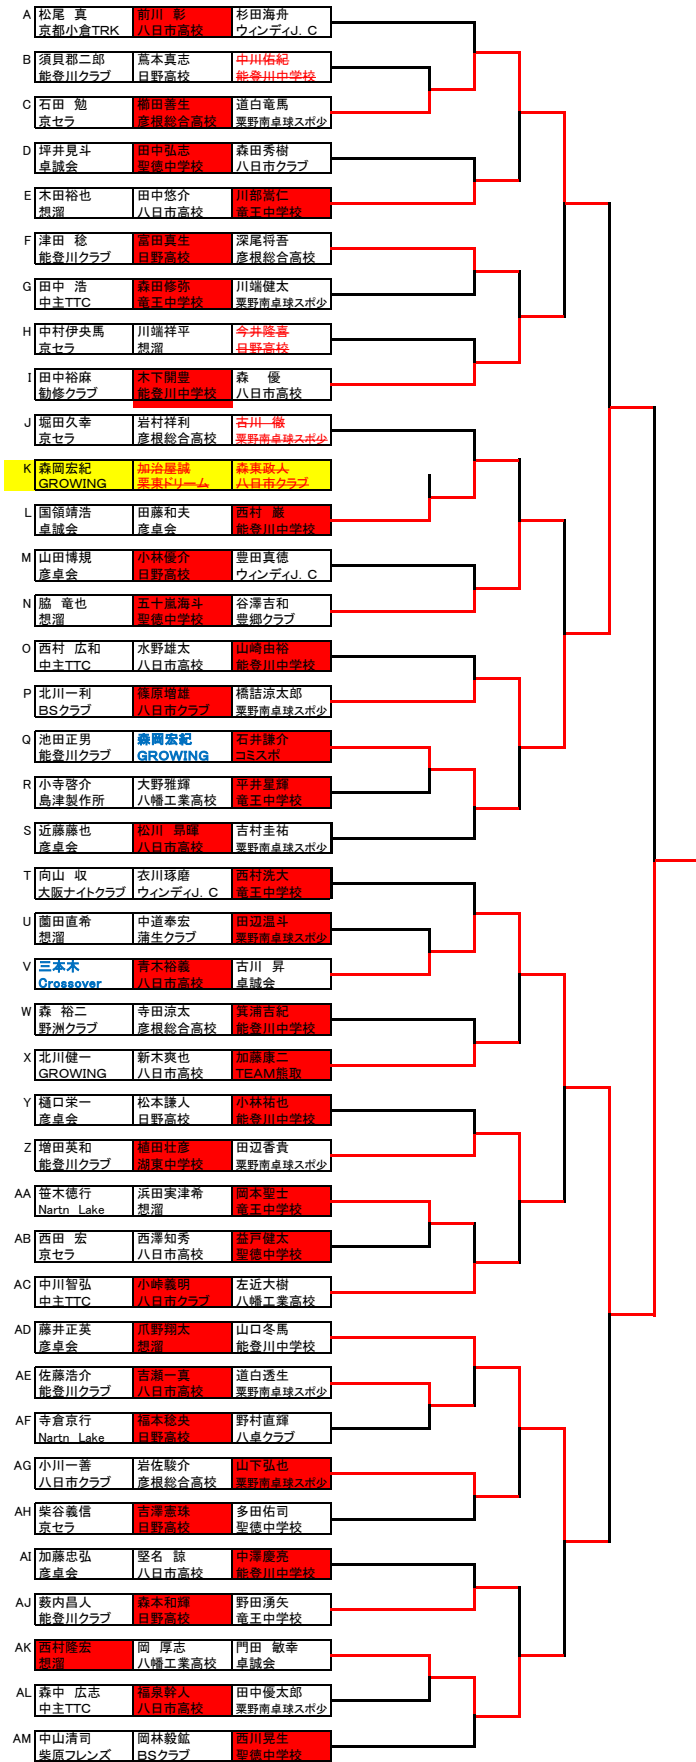 A 松尾 真 前川 彰 杉田海舟
京都小倉TRK 八日市高校 ウィンディJ. C
B 須貝郡二郎 蔦本真志 中川佑紀
能登川クラブ 日野高校 能登川中学校
C 石田 勉 櫛田善生 道白竜馬
京セラ 彦根総合高校 粟野南卓球スポ少
D 坪井見斗 田中弘志 森田秀樹
卓誠会 聖徳中学校 八日市クラブ
E 木田裕也 田中悠介 川部嵩仁
想溜 八日市高校 竜王中学校
F 津田 稔 富田真生 深尾将吾
能登川クラブ 日野高校 彦根総合高校
G 田中 浩 森田修弥 川端健太
中主TTC 竜王中学校 粟野南卓球スポ少
H 中村伊央馬 川端祥平 今井隆喜
京セラ 想溜 日野高校
I 田中裕麻 木下開豊 森 優
勧修クラブ 能登川中学校 八日市高校
J 堀田久幸 岩村祥利 古川 徹
京セラ 彦根総合高校 粟野南卓球スポ少
K 森岡宏紀 加治屋誠 森東政人
GROWING 栗東ドリーム 八日市クラブ
L 国領靖浩 田藤和夫 西村 巌
卓誠会 彦卓会 能登川中学校
M 山田博規 小林優介 豊田真徳
彦卓会 日野高校 ウィンディJ. C
N 脇 竜也 五十嵐海斗 谷澤吉和
想溜 聖徳中学校 豊郷クラブ
O 西村 広和 水野雄太 山崎由裕
中主TTC 八日市高校 能登川中学校
P 北川一利 篠原増雄 橋詰涼太郎
BSクラブ 八日市クラブ 粟野南卓球スポ少
Q 池田正男 森岡宏紀 石井謙介
能登川クラブ GROWING コミスポ
R 小寺啓介 大野雅輝 平井星輝
島津製作所 八幡工業高校 竜王中学校
S 近藤藤也 松川 昂暉 吉村圭祐
彦卓会 八日市高校 粟野南卓球スポ少
T 向山 収 衣川琢磨 西村洸大
大阪ナイトクラブ ウィンディJ. C 竜王中学校
U 薗田直希 中道奉宏 田辺温斗
想溜 蒲生クラブ 粟野南卓球スポ少
V 三本木 青木裕義 古川 昇
Crossover 八日市高校 卓誠会
W 森 裕二 寺田涼太 箕浦吉紀
野洲クラブ 彦根総合高校 能登川中学校
X 北川健一 新木爽也 加藤康二
GROWING 八日市高校 TEAM熊取
Y 樋口栄一 松本謙人 小林祐也
彦卓会 日野高校 能登川中学校
Z 増田英和 植田壮彦 田辺香貴
能登川クラブ 湖東中学校 粟野南卓球スポ少
AA 笹木徳行 浜田実津希 岡本聖士
Nartn Lake 想溜 竜王中学校
AB 西田 宏 西澤知秀 益戸健太
京セラ 八日市高校 聖徳中学校
AC 中川智弘 小峠義明 左近大樹
中主TTC 八日市クラブ 八幡工業高校
AD 藤井正英 爪野翔太 山口冬馬
彦卓会 想溜 能登川中学校
AE 佐藤浩介 吉瀬一真 道白透生
能登川クラブ 八日市高校 粟野南卓球スポ少
AF 寺倉京行 福本稔央 野村直輝
Nartn Lake 日野高校 八卓クラブ
AG 小川一善 岩佐駿介 山下弘也
八日市クラブ 彦根総合高校 粟野南卓球スポ少
AH 柴谷義信 吉澤憲珠 多田佑司
京セラ 日野高校 聖徳中学校
AI 加藤忠弘 堅名 諒 中澤慶亮
彦卓会 八日市高校 能登川中学校
AJ 薮内昌人 森本和輝 野田湧矢
能登川クラブ 日野高校 竜王中学校
AK 西村隆宏 岡 厚志 門田 敏幸
想溜 八幡工業高校 卓誠会
AL 森中 広志 福泉幹人 田中優太郎
中主TTC 八日市高校 粟野南卓球スポ少
AM 中山清司 岡林毅鉱 西川晃生
柴原フレンズ BSクラブ 聖徳中学校